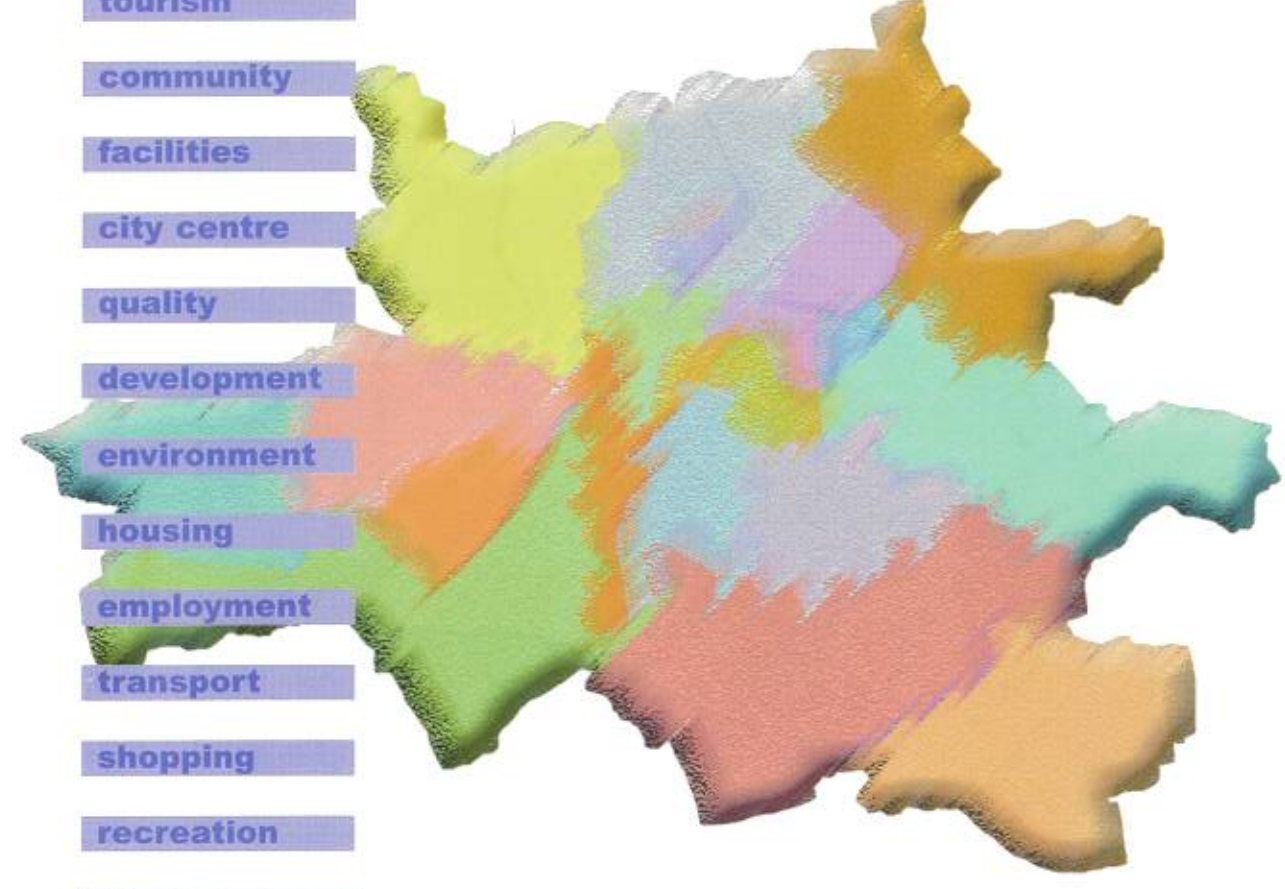 tourism
community
facilities
city centre
quality
development
environment
housing
employment
transport
shopping
recreation